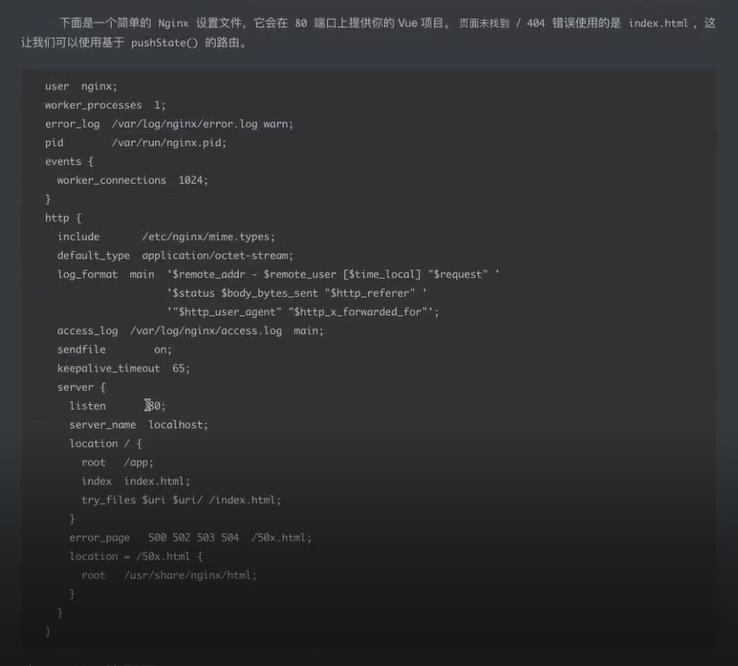 下面是一个简单的 Nginx 设置文件，它会在 80 端口上提供你的 Vue 项目。页面未找到 / 404 错误使用的是 index.html，这
让我们可以使用基于 pushState() 的路由。
user  nginx;
worker_processes  1;
error_log  /var/log/nginx/error.log warn;
pid        /var/run/nginx.pid;
events {
  worker_connections  1024;
}
http {
  include       /etc/nginx/mime.types;
  default_type  application/octet-stream;
  log_format  main  '$remote_addr - $remote_user [$time_local] "$request" '
                    '$status $body_bytes_sent "$http_referer" '
                    '"$http_user_agent" "$http_x_forwarded_for"';
  access_log  /var/log/nginx/access.log  main;
  sendfile        on;
  keepalive_timeout  65;
  server {
    listen       80;
    server_name  localhost;
    location / {
      root   /app;
      index  index.html;
      try_files $uri $uri/ /index.html;
    }
    error_page   500 502 503 504  /50x.html;
    location = /50x.html {
      root   /usr/share/nginx/html;
    }
  }
}